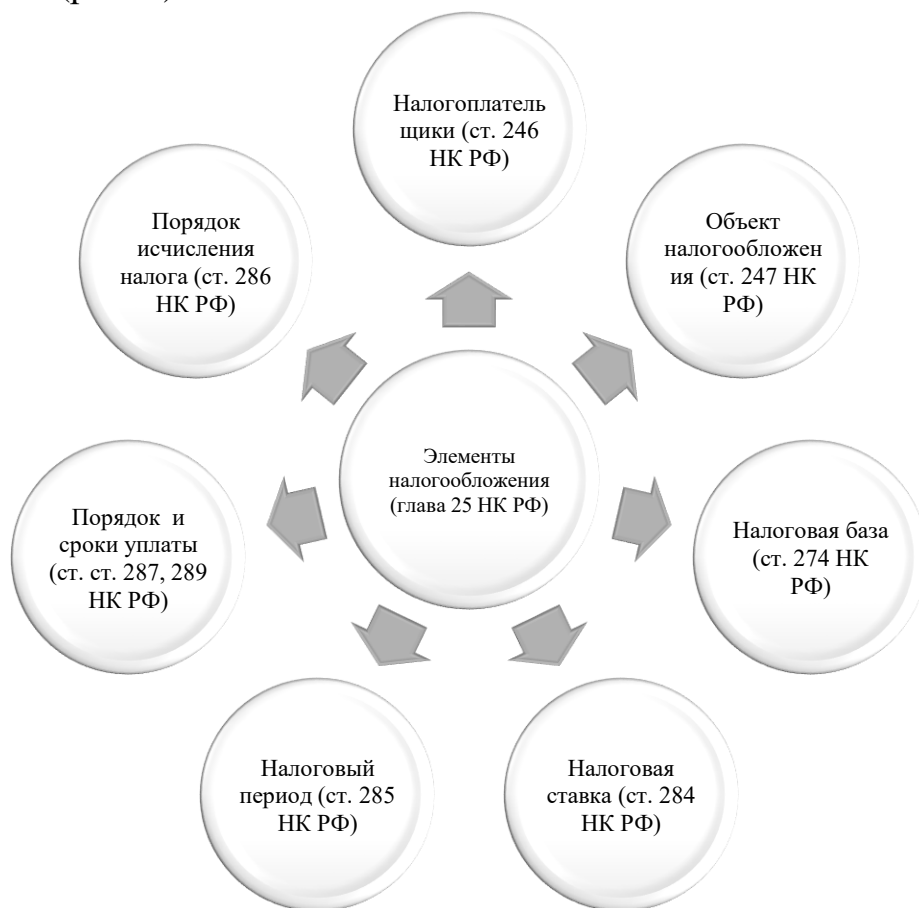 Налогоплатель
щики (ст. 246
НК РФ)
Объект
налогообложен
ия (ст. 247 НК
РФ)
Налоговая база
(ст. 274 НК
РФ)
Налоговая
ставка (ст. 284
НК РФ)
Налоговый
период (ст. 285
НК РФ)
Порядок и
сроки уплаты
(ст. ст. 287, 289
НК РФ)
Порядок
исчисления
налога (ст. 286
НК РФ)
Элементы
налогообложения
(глава 25 НК РФ)